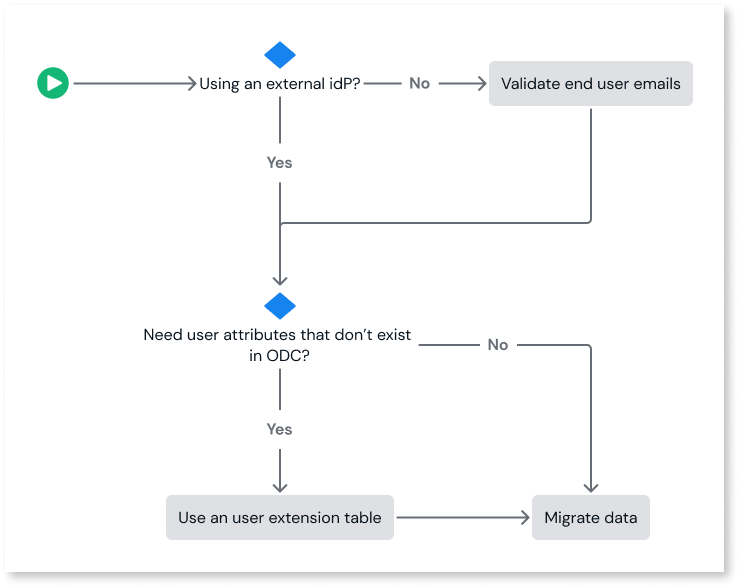 Using an external idP?
No
Validate end user emails
Yes
Need user attributes that don’t exist
in ODC?
No
Yes
Use an user extension table
Migrate data